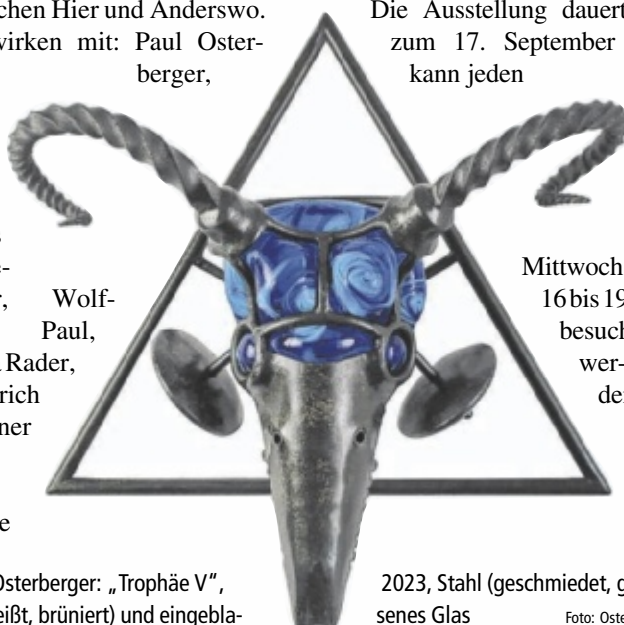 chen Hier und Anderswo.
wirken mit: Paul Oster-
berger,
Wolf-
Paul,
Rader,
rich
ner
e
Die Ausstellung dauert
zum 17. September
kann jeden
Mittwoch
16 bis 19
besuch
wer-
de
Osterberger: „Trophäe V“,
eißt, brüniert) und eingebla-
2023, Stahl (geschmiedet, g
senes Glas
Foto: Oste